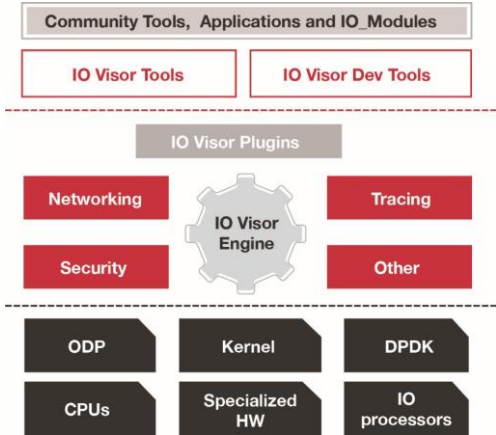 Community Tools, Applications and IO_Modules
IO Visor Tools
IO Visor Dev Tools
IO Visor Plugins
Networking
Tracing
IO Visor
Engine
Security
Other
ODP
Kernel
DPDK
CPUs
Specialized
HW
IO
processors